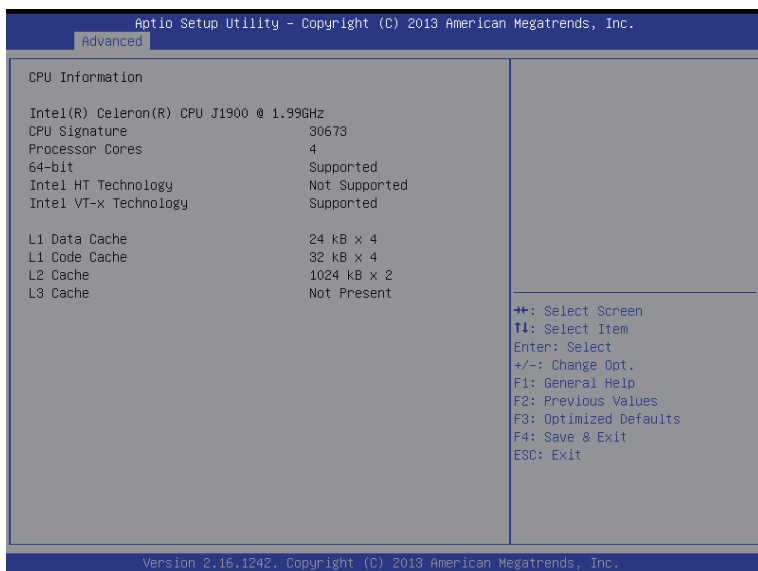 Aptio Setup Utility – Copyright (C) 2013 American Megatrends, Inc.
Advanced
CPU Information
Intel(R) Celeron(R) CPU J1900 @ 1.99GHz
CPU Signature 30673
Processor Cores 4
64-bit Supported
Intel HT Technology Not Supported
Intel VT-x Technology Supported
L1 Data Cache 24 kB x 4
L1 Code Cache 32 kB x 4
L2 Cache 1024 kB x 2
L3 Cache Not Present
→←: Select Screen
↑↓: Select Item
Enter: Select
+/-: Change Opt.
F1: General Help
F2: Previous Values
F3: Optimized Defaults
F4: Save & Exit
ESC: Exit
Version 2.16.1242. Copyright (C) 2013 American Megatrends, Inc.